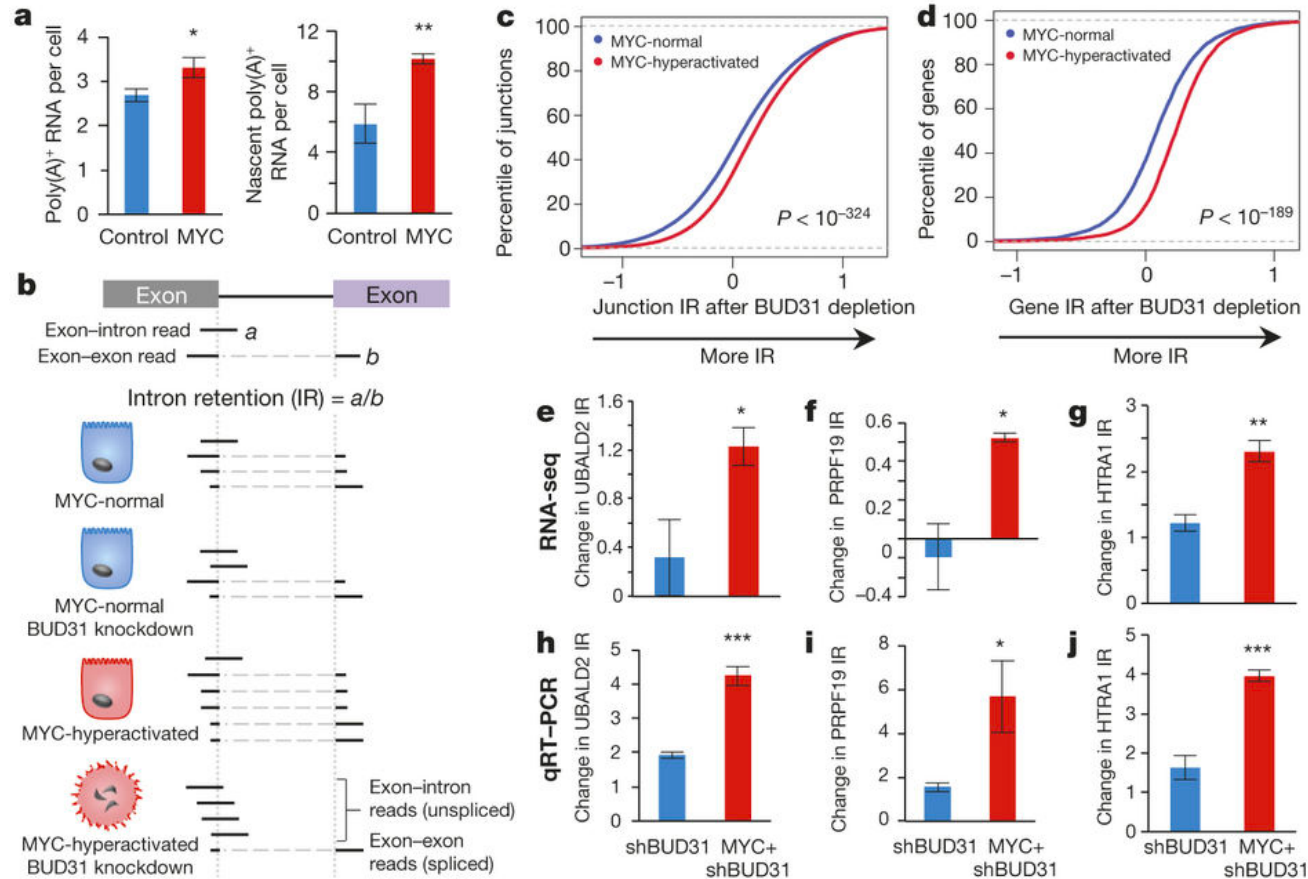 a
Poly(A)⁺ RNA per cell
4
3
2
1
0
*
Control MYC
Nascent poly(A)⁺
RNA per cell
12
9
6
3
0
**
Control MYC
b
Exon
Exon
Exon–intron read
a
Exon–exon read
b
Intron retention (IR) = a/b
MYC-normal
MYC-normal
BUD31 knockdown
MYC-hyperactivated
MYC-hyperactivated
BUD31 knockdown
Exon–intron
reads (unspliced)
Exon–exon
reads (spliced)
c
Percentile of junctions
100
80
60
40
20
0
MYC-normal
MYC-hyperactivated
P < 10⁻³²⁴
−1
0
1
Junction IR after BUD31 depletion
More IR
d
Percentile of genes
100
80
60
40
20
0
MYC-normal
MYC-hyperactivated
P < 10⁻¹⁸⁹
−1
0
1
Gene IR after BUD31 depletion
More IR
RNA-seq
e
Change in UBALD2 IR
1.6
1.2
0.8
0.4
0
*
f
Change in PRPF19 IR
0.6
0.4
0.2
0
−0.4
*
g
Change in HTRA1 IR
3
2
1
0
**
qRT–PCR
h
Change in UBALD2 IR
5
4
3
2
1
0
***
shBUD31
MYC+
shBUD31
i
Change in PRPF19 IR
8
6
4
2
0
*
shBUD31
MYC+
shBUD31
j
Change in HTRA1 IR
5
4
3
2
1
0
***
shBUD31
MYC+
shBUD31